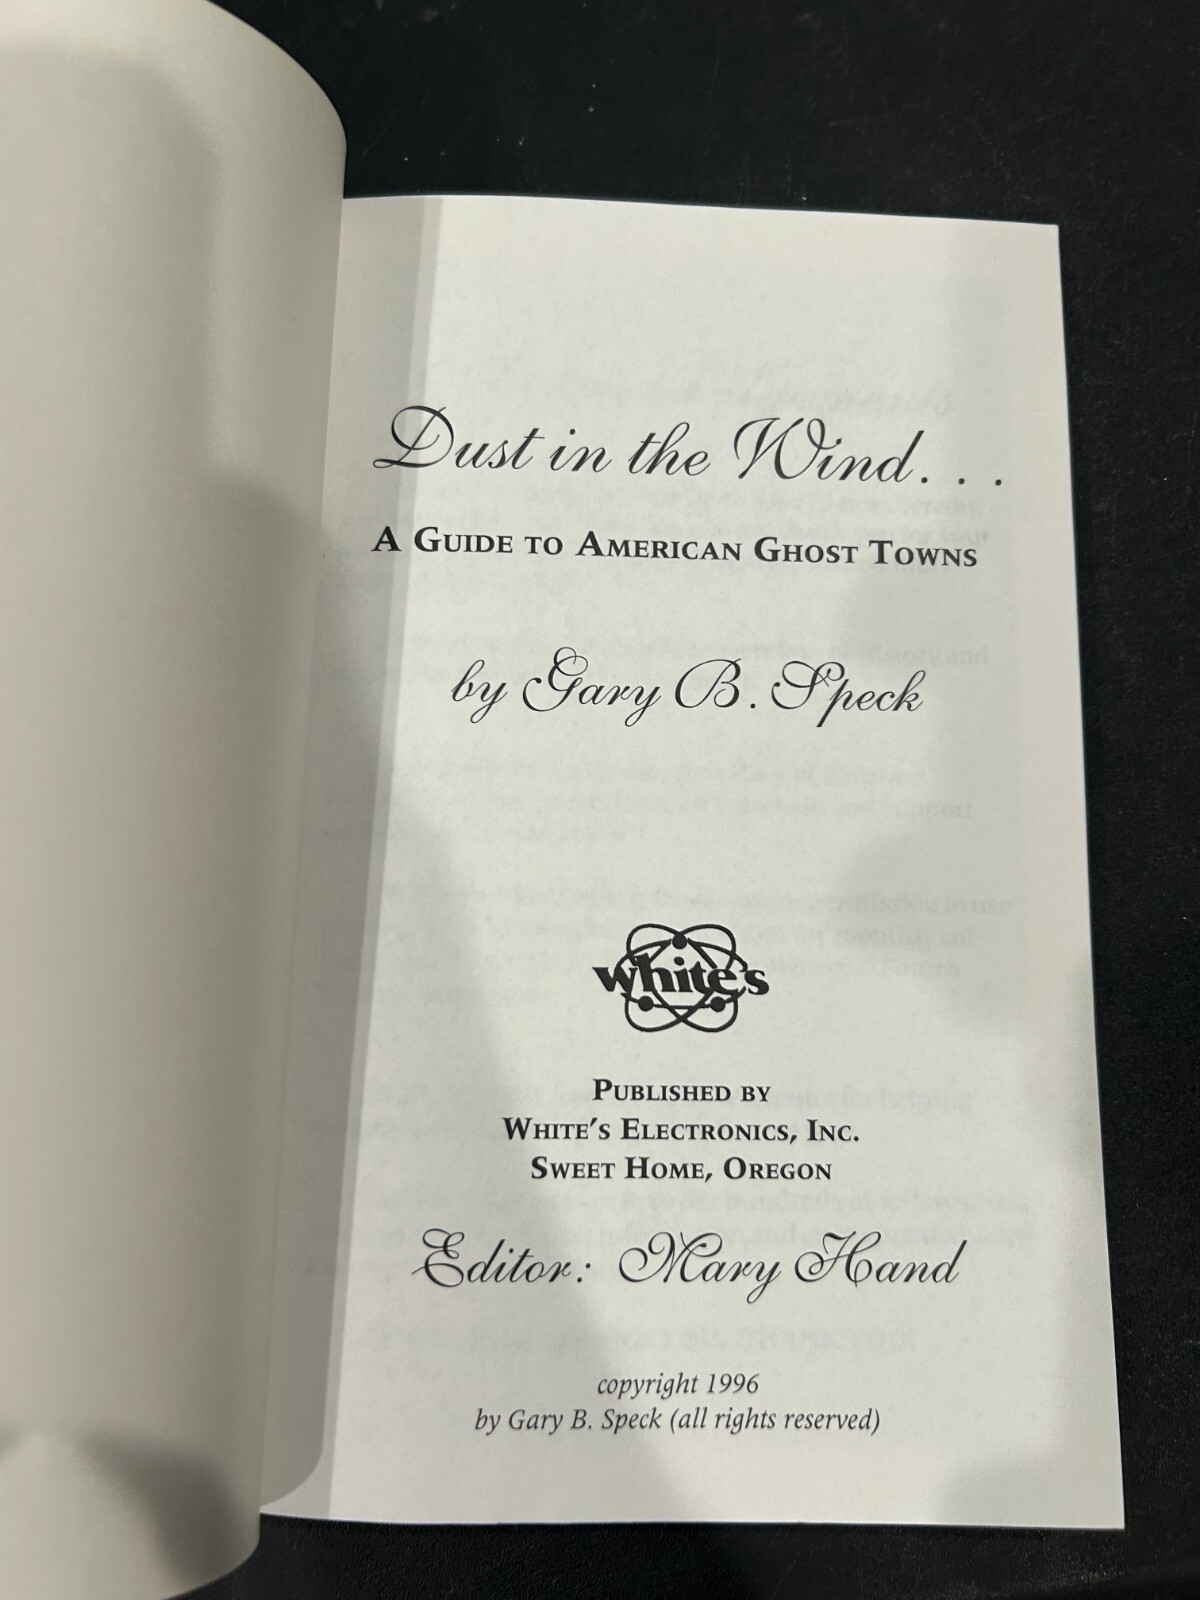 Dust in the Wind. . .
A Guide to American Ghost Towns
by Gary B. Speck
white's
Published by
White's Electronics, Inc.
Sweet Home, Oregon
Editor: Mary Hand
copyright 1996
by Gary B. Speck (all rights reserved)